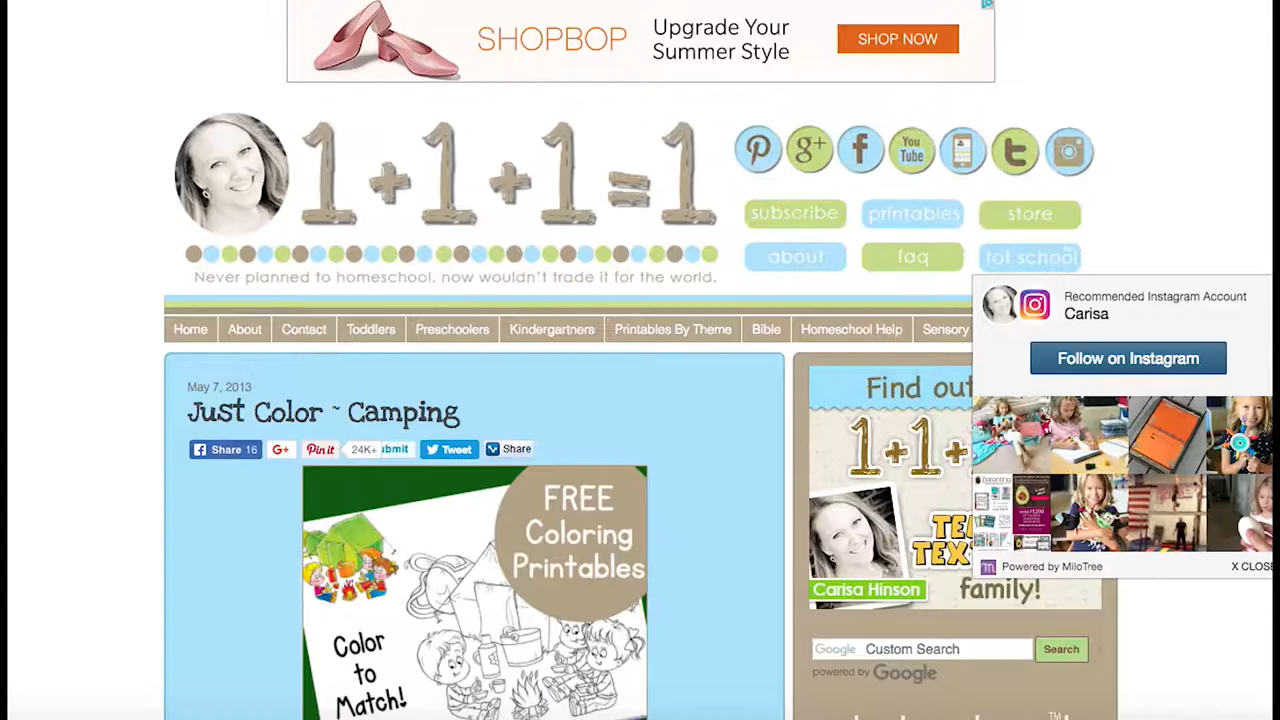 SHOPBOP
Upgrade Your
Summer Style
SHOP NOW
1+1+1=1
Never planned to homeschool, now wouldn't trade it for the world.
g+
f
You
Tube
t
subscribe
printables
store
about
faq
tot school
Home
About
Contact
Toddlers
Preschoolers
Kindergartners
Printables By Theme
Bible
Homeschool Help
Sensory
Recommended Instagram Account
Carisa
Follow on Instagram
Powered by MiloTree
X CLOSE
May 7, 2013
Just Color ~ Camping
Share 16
G+
Pin it
24K+
ubmit
Tweet
Share
FREE
Coloring
Printables
Color
to
Match!
Find out
1+1+
Carisa Hinson
family!
Google Custom Search
Search
powered by Google